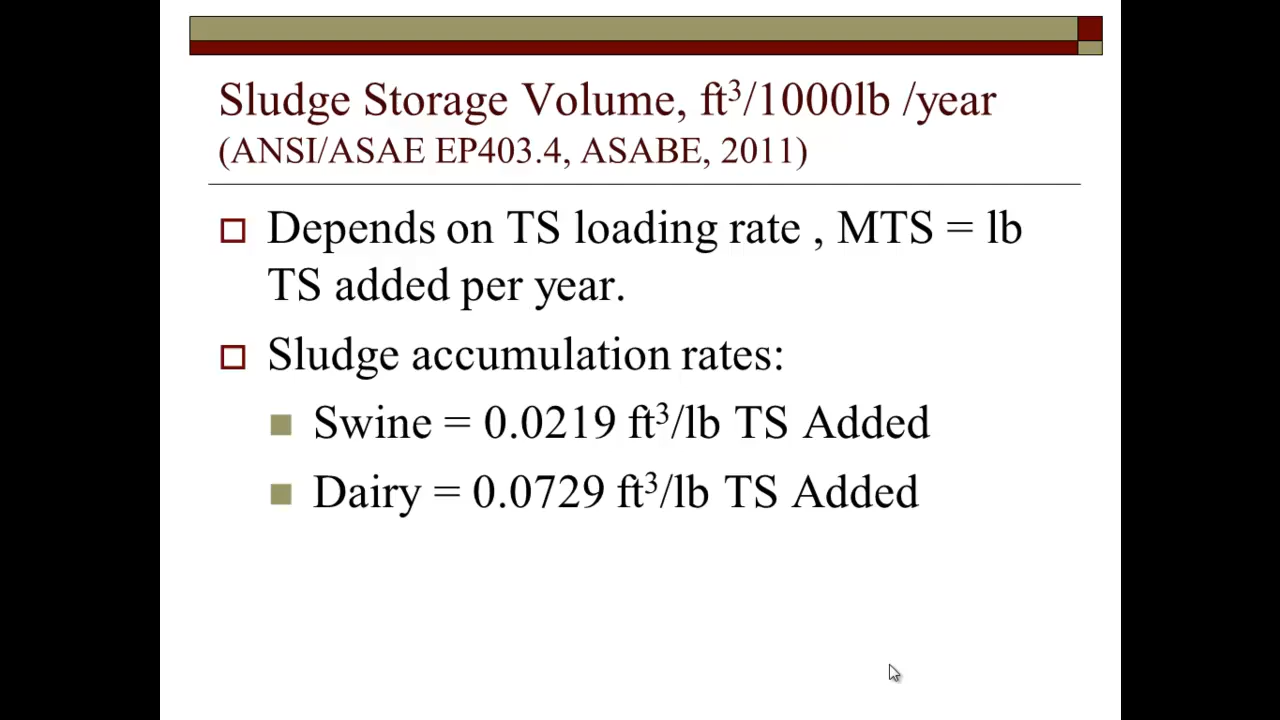 Sludge Storage Volume, ft³/1000lb /year
(ANSI/ASAE EP403.4, ASABE, 2011)
Depends on TS loading rate , MTS = lb
TS added per year.
Sludge accumulation rates:
Swine = 0.0219 ft³/lb TS Added
Dairy = 0.0729 ft³/lb TS Added